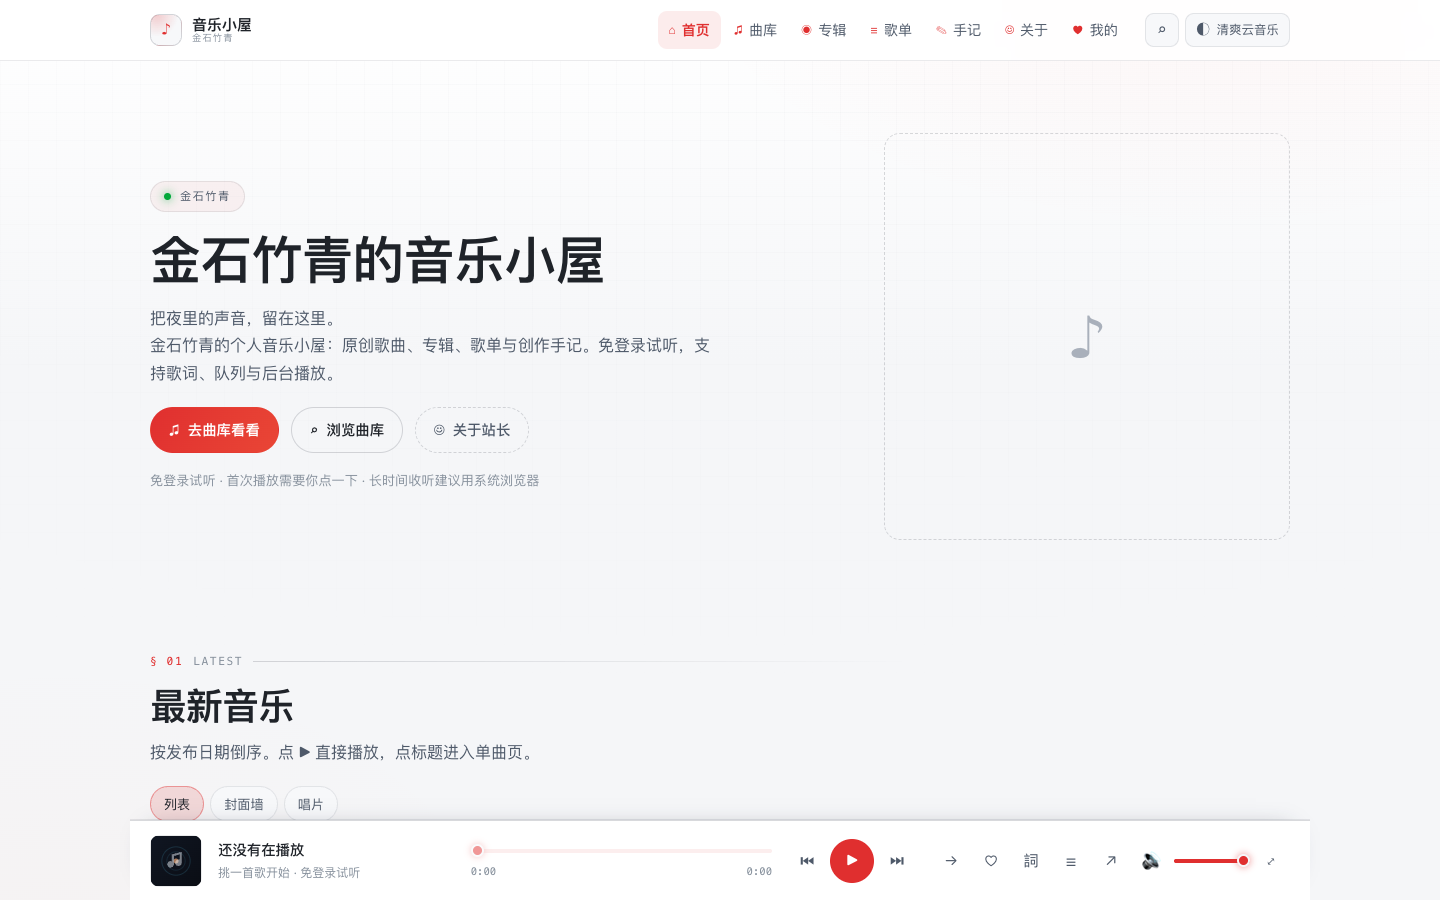 音乐小屋
金石竹青
首页
曲库
专辑
歌单
手记
关于
我的
清爽云音乐
金石竹青
金石竹青的音乐小屋
把夜里的声音，留在这里。
金石竹青的个人音乐小屋：原创歌曲、专辑、歌单与创作手记。免登录试听，支
持歌词、队列与后台播放。
去曲库看看
浏览曲库
关于站长
免登录试听 · 首次播放需要你点一下 · 长时间收听建议用系统浏览器
§ 01 LATEST
最新音乐
按发布日期倒序。点 ▶ 直接播放，点标题进入单曲页。
列表
封面墙
唱片
还没有在播放
挑一首歌开始 · 免登录试听
0:00
0:00
詞